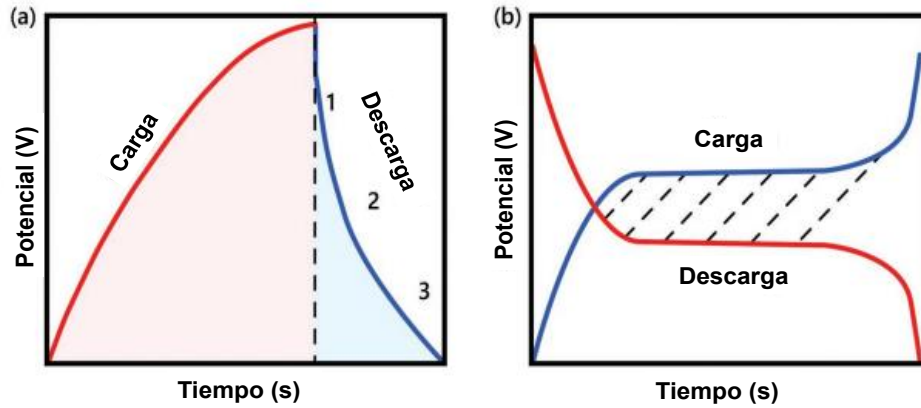 (a)
Potencial (V)
Carga
Descarga
1
2
3
Tiempo (s)
(b)
Potencial (V)
Carga
Descarga
Tiempo (s)